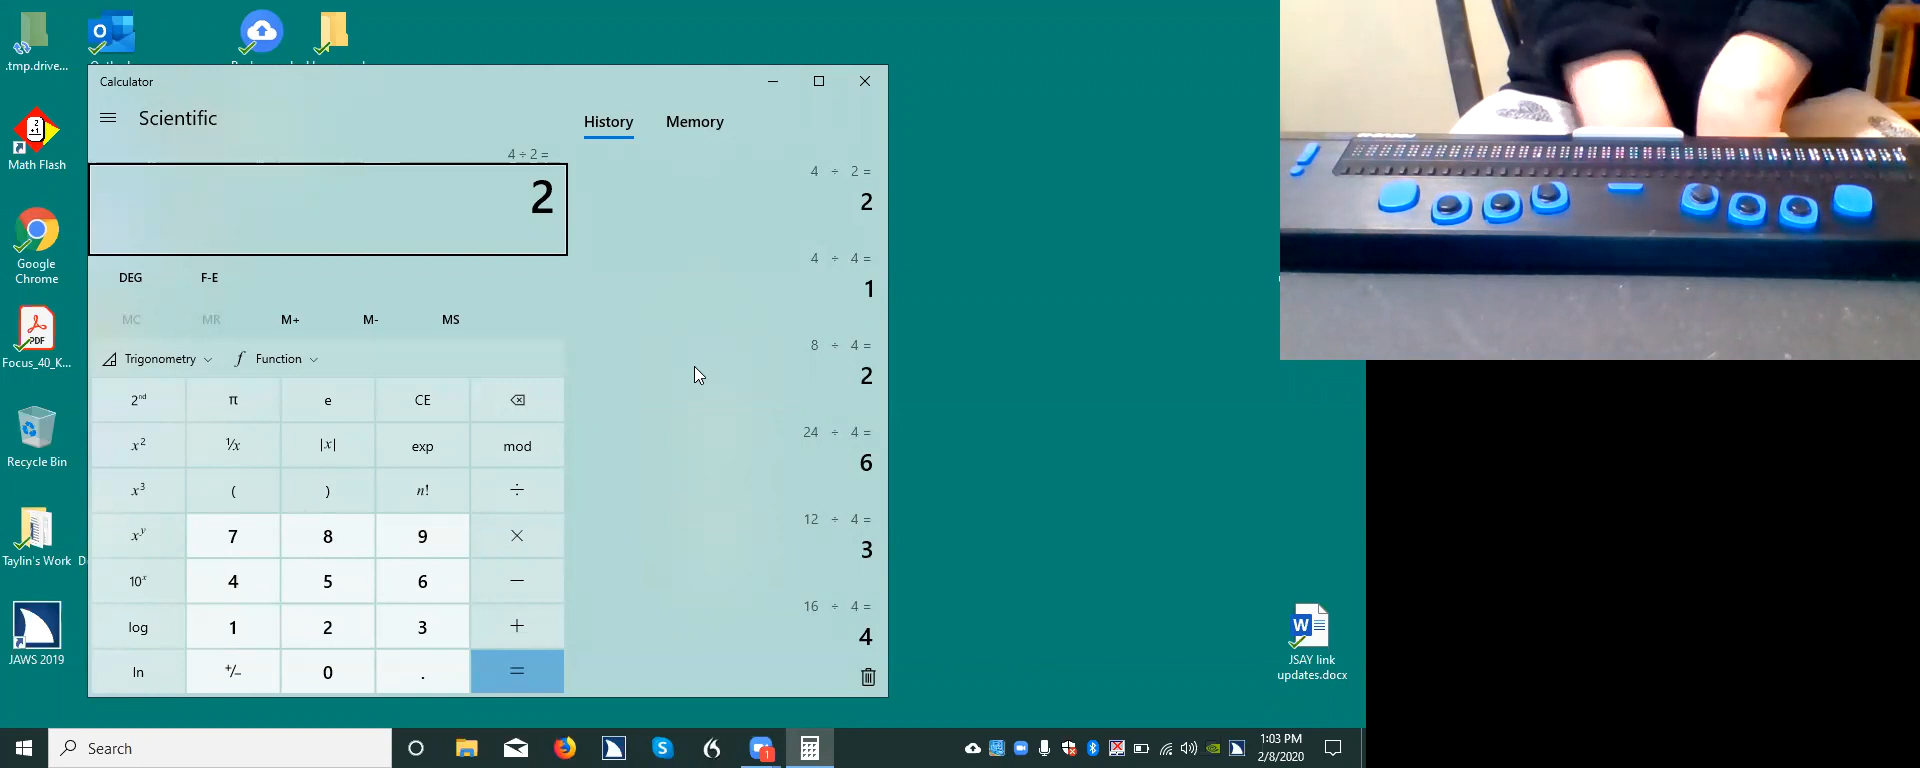 .tmp.drive...
Math Flash
2
+1
Google
Chrome
PDF
Focus_40_K...
Recycle Bin
Taylin's Work
D
JAWS 2019
Calculator
Scientific
4 ÷ 2 =
2
DEG
F-E
MC
MR
M+
M-
MS
Trigonometry
f Function
2nd
π
e
CE
x2
1/x
|x|
exp
mod
x3
(
)
n!
÷
xy
7
8
9
×
10x
4
5
6
−
log
1
2
3
+
ln
+/−
0
.
=
History
Memory
4 ÷ 2 =
2
4 ÷ 4 =
1
8 ÷ 4 =
2
24 ÷ 4 =
6
12 ÷ 4 =
3
16 ÷ 4 =
4
W
JSAY link
updates.docx
Search
1
1:03 PM
2/8/2020